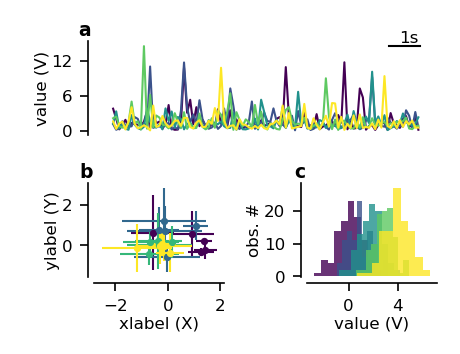 a
1s
12
6
0
value (V)
b
2
0
ylabel (Y)
−2
0
2
xlabel (X)
c
20
10
0
obs. #
0
4
value (V)